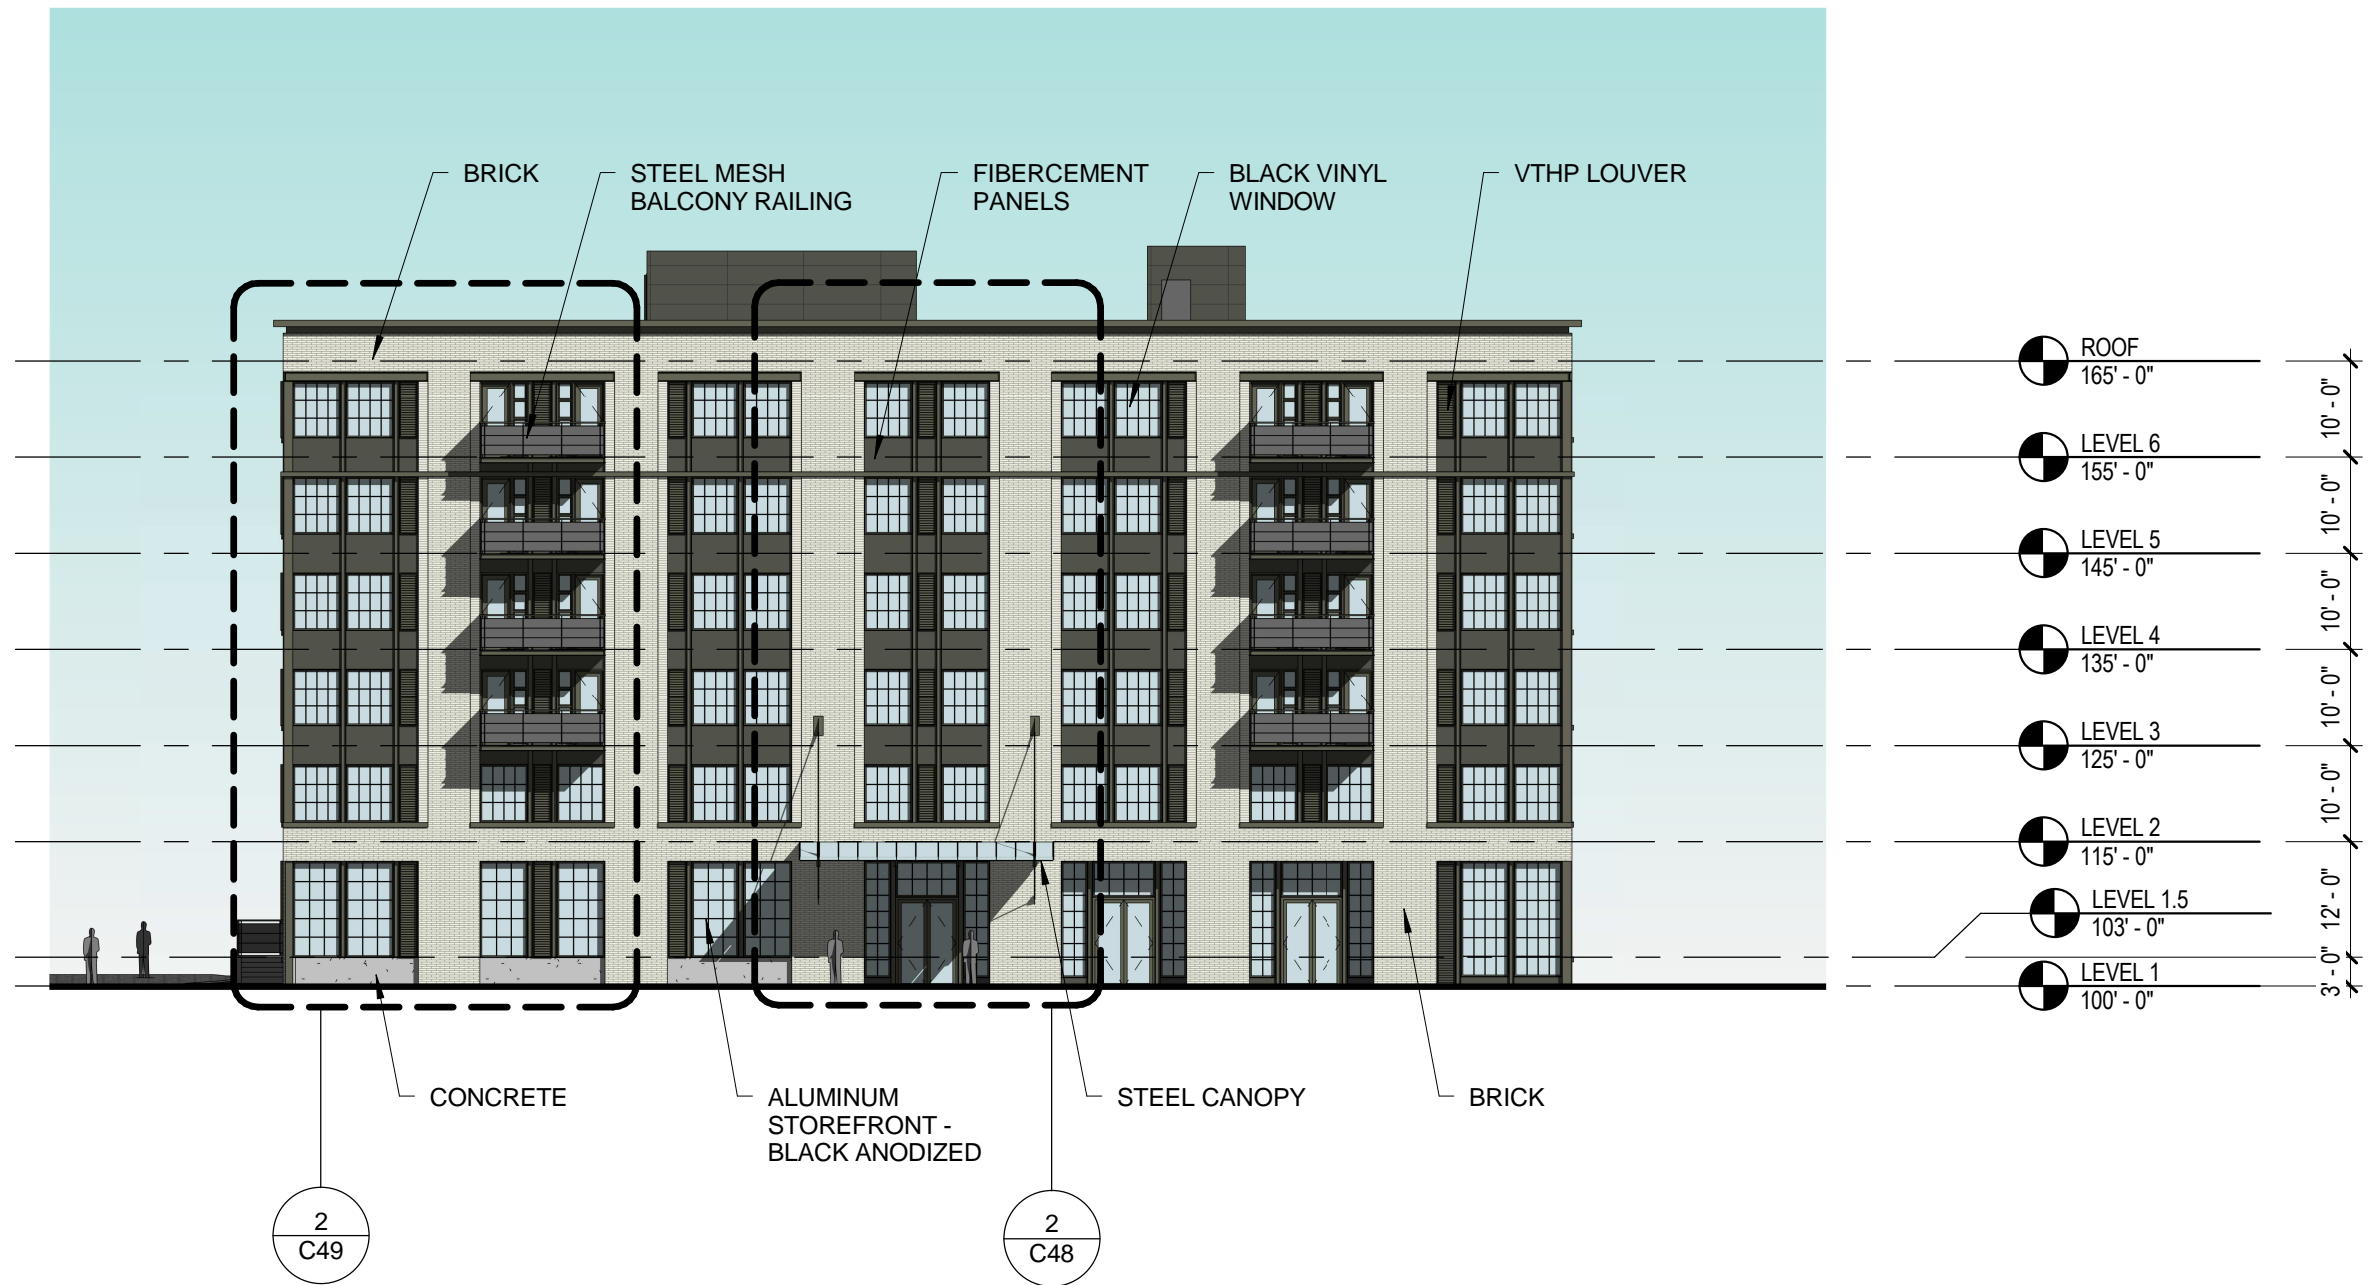 BRICK
STEEL MESH
BALCONY RAILING
FIBERCEMENT
PANELS
BLACK VINYL
WINDOW
VTHP LOUVER
ROOF
165' - 0"
10' - 0"
LEVEL 6
155' - 0"
10' - 0"
LEVEL 5
145' - 0"
10' - 0"
LEVEL 4
135' - 0"
10' - 0"
LEVEL 3
125' - 0"
10' - 0"
LEVEL 2
115' - 0"
12' - 0"
LEVEL 1.5
103' - 0"
3' - 0"
LEVEL 1
100' - 0"
CONCRETE
ALUMINUM
STOREFRONT -
BLACK ANODIZED
STEEL CANOPY
BRICK
2
C49
2
C48